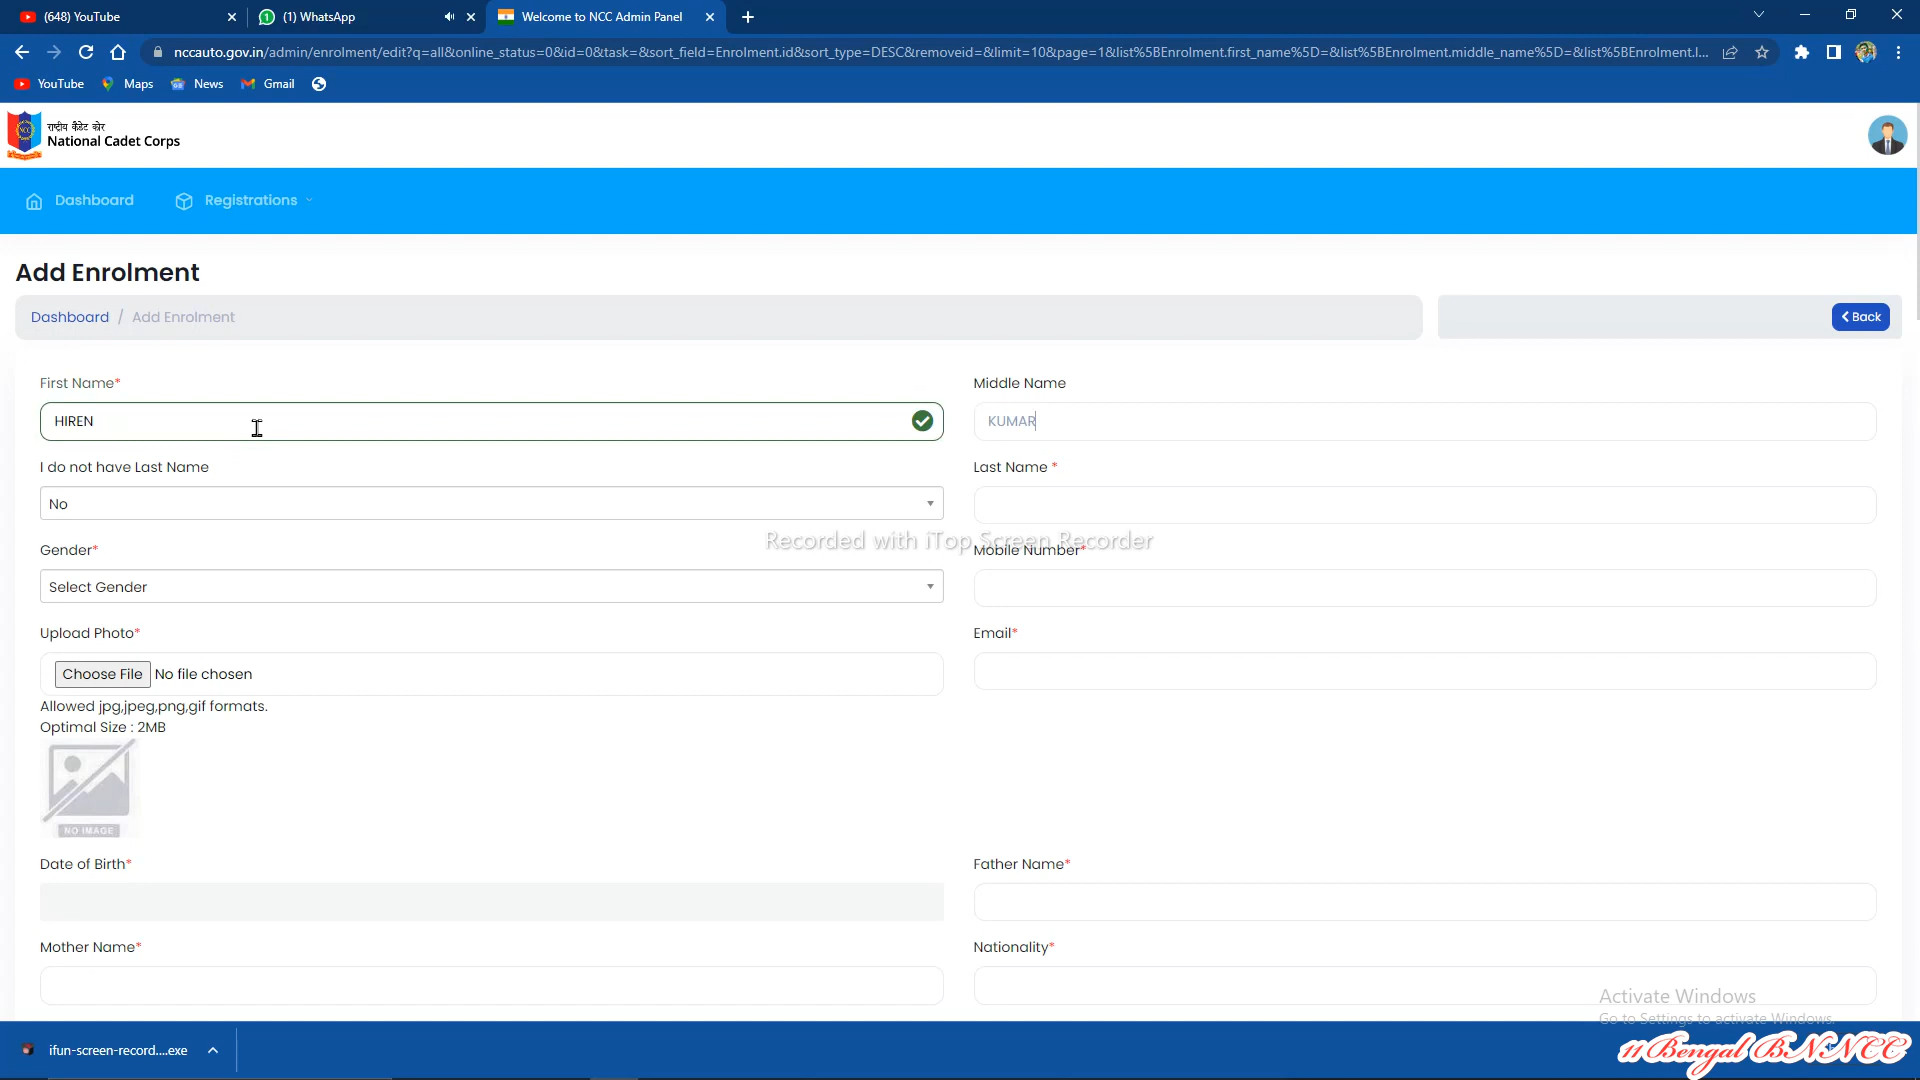 (648) YouTube
(1) WhatsApp
Welcome to NCC Admin Panel
nccauto.gov.in/admin/enrolment/edit?q=all&online_status=0&id=0&task=&sort_field=Enrolment.id&sort_type=DESC&removeid=&limit=10&page=1&list%5BEnrolment.first_name%5D=&list%5BEnrolment.middle_name%5D=&list%5BEnrolment.l...
YouTube
Maps
News
Gmail
राष्ट्रीय कैडेट कोर
NCC
National Cadet Corps
Dashboard
Registrations
Add Enrolment
Dashboard / Add Enrolment
Back
First Name*
Middle Name
HIREN
KUMAR
I do not have Last Name
Last Name *
No
Recorded with iTop Screen Recorder
Gender*
Mobile Number*
Select Gender
Upload Photo*
Email*
Choose File No file chosen
Allowed jpg,jpeg,png,gif formats.
Optimal Size : 2MB
NO IMAGE
Date of Birth*
Father Name*
Mother Name*
Nationality*
Activate Windows
Go to Settings to activate Windows.
ifun-screen-record....exe
11 Bengal BN NCC